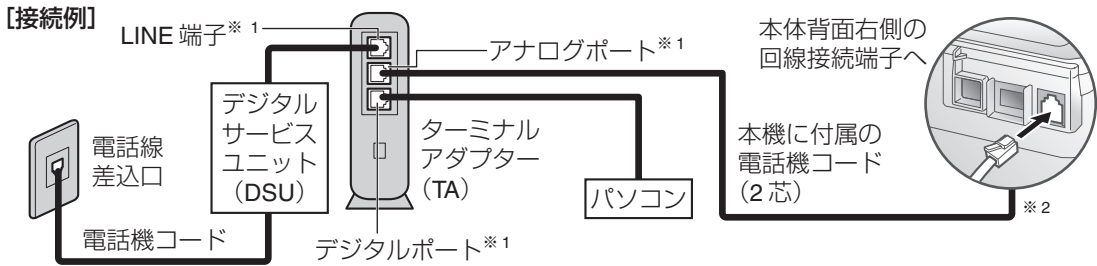 [接続例]
LINE 端子※1
アナログポート※1
本体背面右側の
回線接続端子へ
デジタル
サービス
ユニット
(DSU)
電話線
差込口
ターミナル
アダプター
(TA)
本機に付属の
電話機コード
(2芯)
パソコン
※2
電話機コード
デジタルポート※1